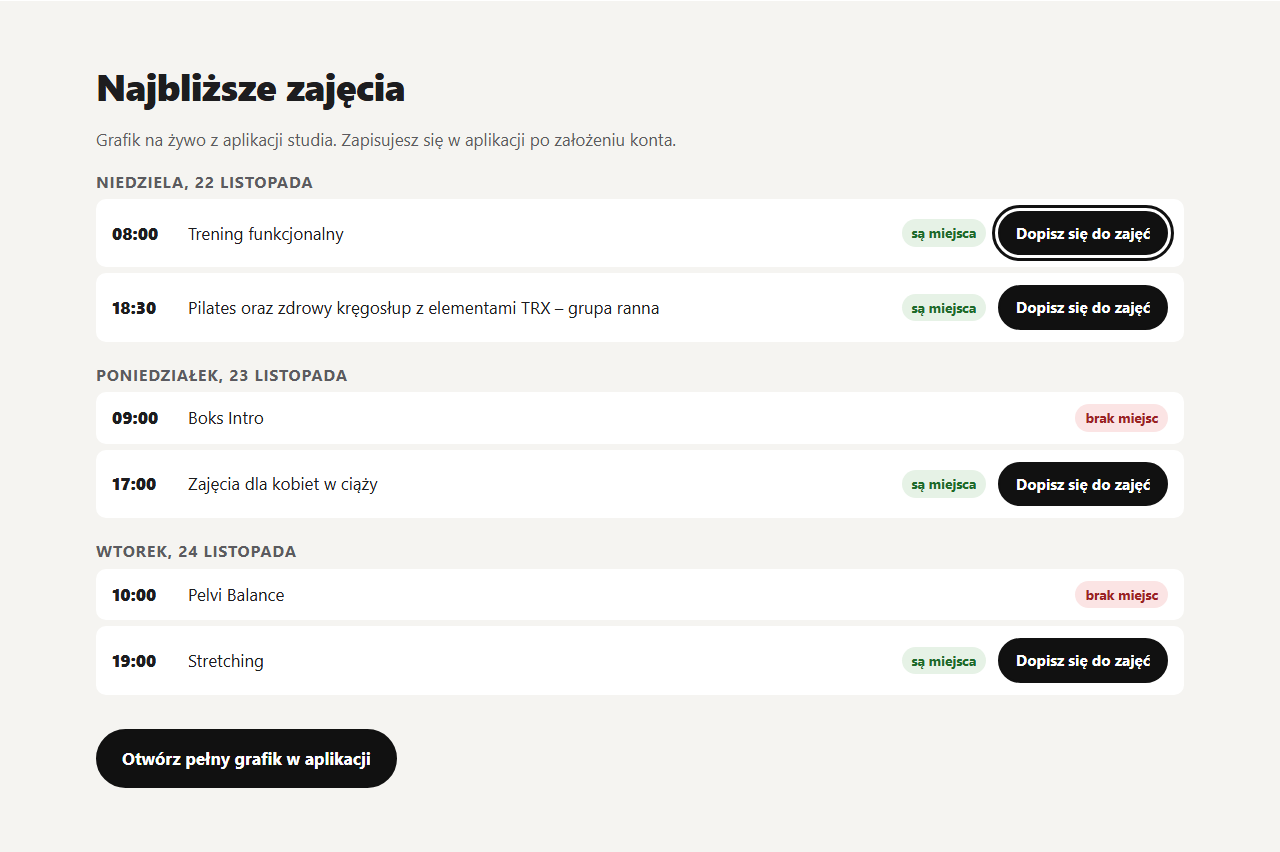 Najbliższe zajęcia
Grafik na żywo z aplikacji studia. Zapisujesz się w aplikacji po założeniu konta.
NIEDZIELA, 22 LISTOPADA
08:00 Trening funkcjonalny są miejsca Dopisz się do zajęć
18:30 Pilates oraz zdrowy kręgosłup z elementami TRX – grupa ranna są miejsca Dopisz się do zajęć
PONIEDZIAŁEK, 23 LISTOPADA
09:00 Boks Intro brak miejsc
17:00 Zajęcia dla kobiet w ciąży są miejsca Dopisz się do zajęć
WTOREK, 24 LISTOPADA
10:00 Pelvi Balance brak miejsc
19:00 Stretching są miejsca Dopisz się do zajęć
Otwórz pełny grafik w aplikacji